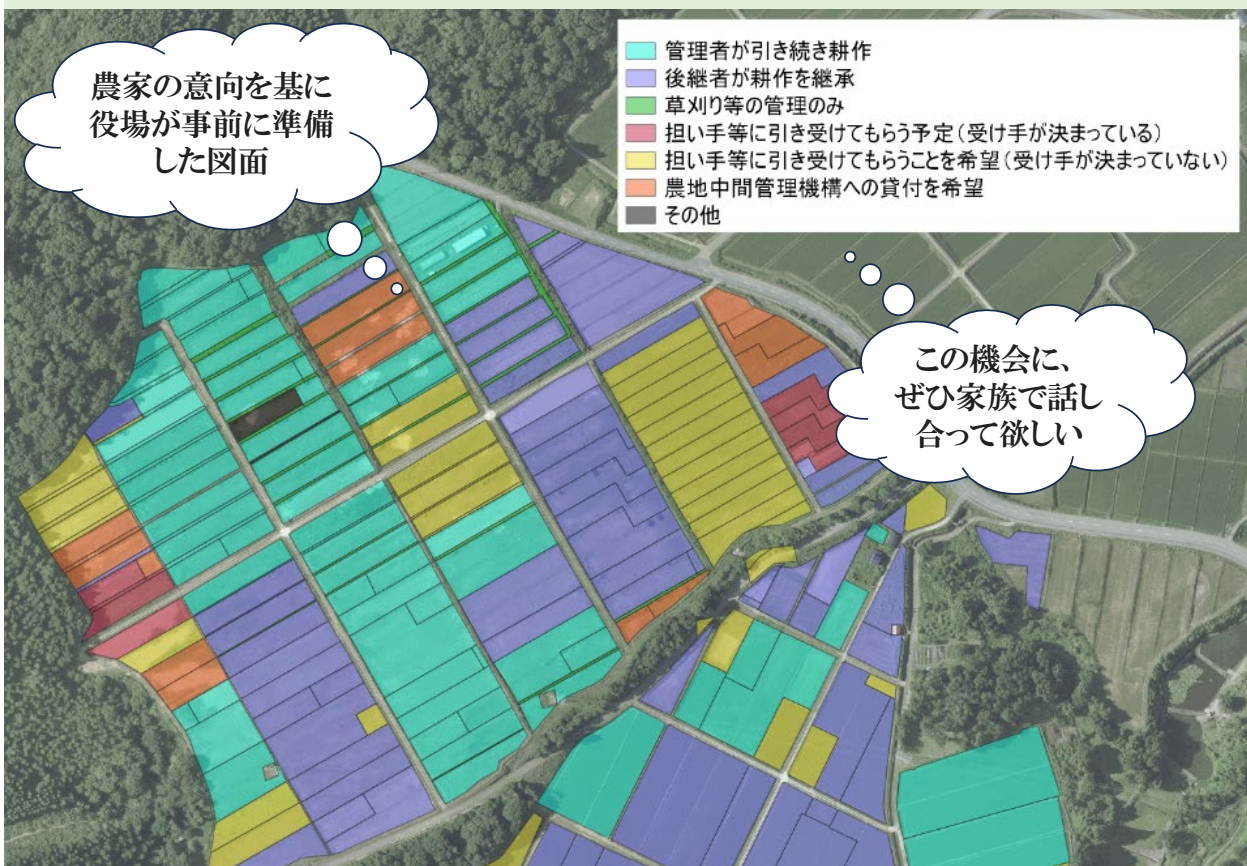 農家の意向を基に
役場が事前に準備
した図面
管理者が引き続き耕作
後継者が耕作を継承
草刈り等の管理のみ
担い手等に引き受けてもらう予定(受け手が決まっている)
担い手等に引き受けてもらうことを希望(受け手が決まっていない)
農地中間管理機構への貸付を希望
その他
この機会に、
ぜひ家族で話し
合って欲しい